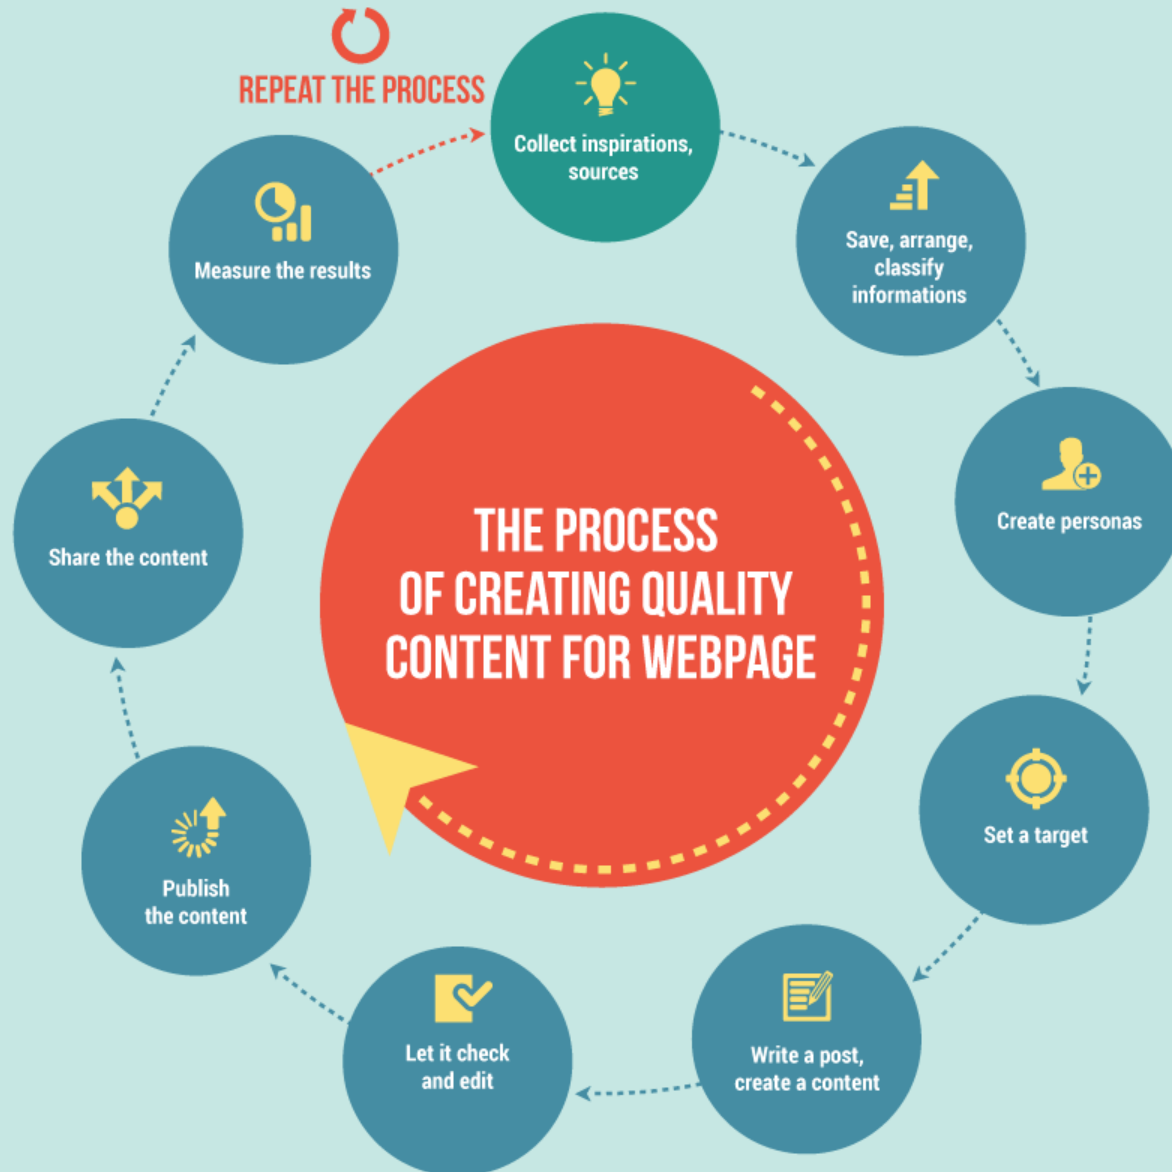 REPEAT THE PROCESS
Collect inspirations,
sources
Save, arrange,
classify
informations
Create personas
Set a target
Write a post,
create a content
Let it check
and edit
Publish
the content
Share the content
Measure the results
THE PROCESS
OF CREATING QUALITY
CONTENT FOR WEBPAGE